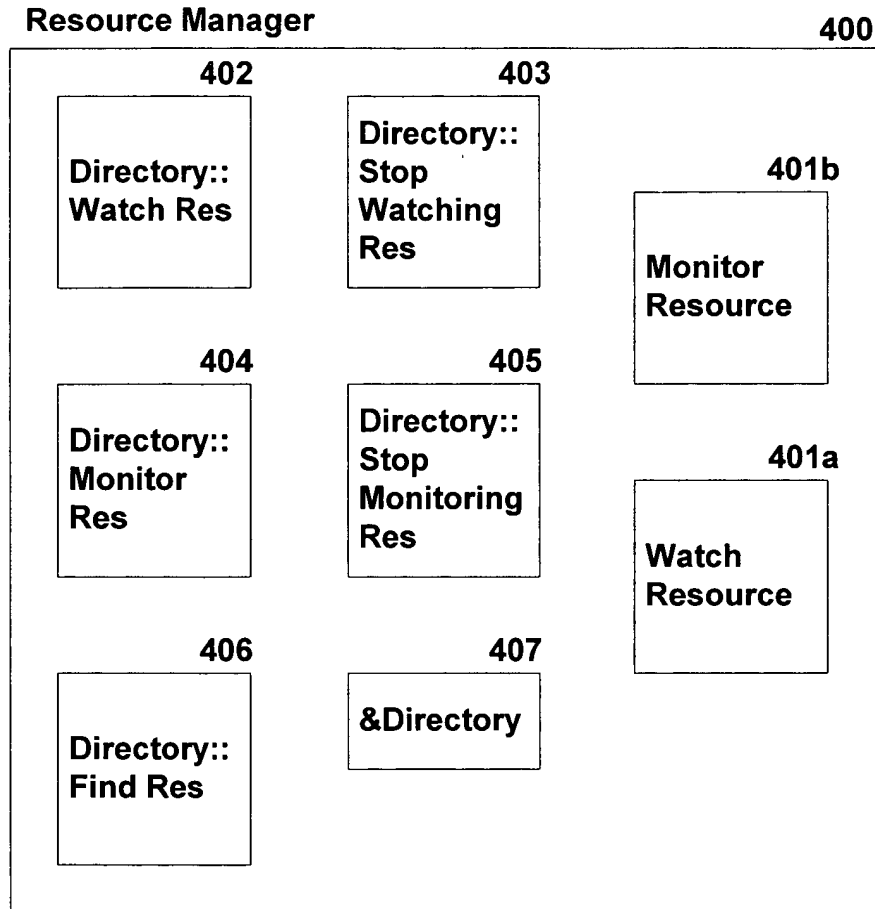 Resource Manager
400
402
403
Directory::
Watch Res
Directory::
Stop
Watching
Res
401b
Monitor
Resource
404
405
Directory::
Monitor
Res
Directory::
Stop
Monitoring
Res
401a
Watch
Resource
406
407
Directory::
Find Res
&Directory